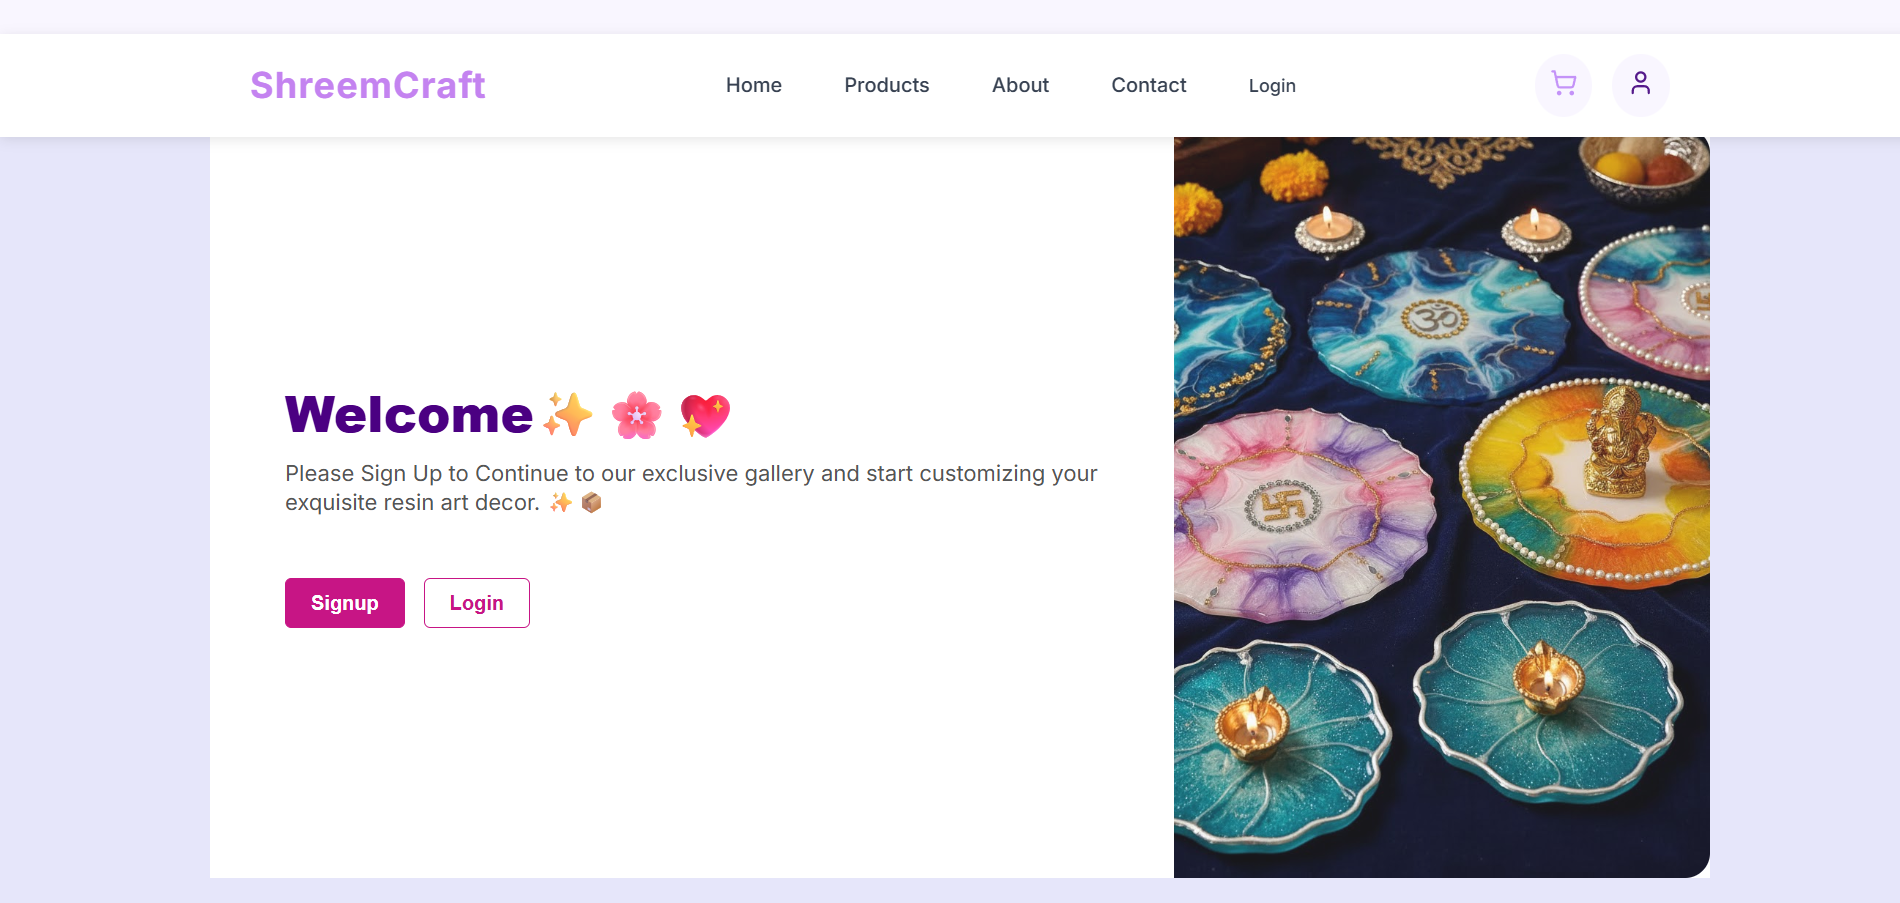 ShreemCraft
Home Products About Contact Login
Welcome✨ 🌸 💖
Please Sign Up to Continue to our exclusive gallery and start customizing your
exquisite resin art decor. ✨ 📦
Signup Login
ॐ